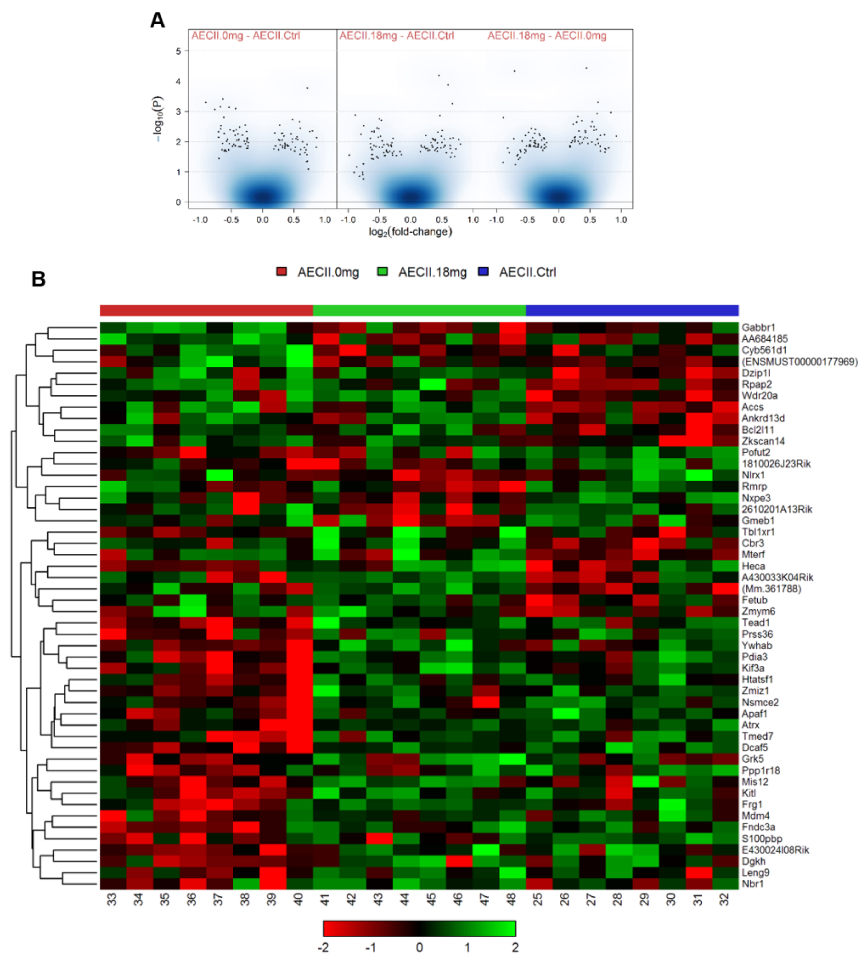 A
AECII.0mg - AECII.Ctrl
AECII.18mg - AECII.Ctrl
AECII.18mg - AECII.0mg
−log10(P)
5
4
3
2
1
0
-1.0 -0.5 0.0 0.5 1.0
-1.0 -0.5 0.0 0.5 1.0
-1.0 -0.5 0.0 0.5 1.0
log2(fold-change)
B
AECII.0mg AECII.18mg AECII.Ctrl
Gabbr1
AA684185
Cyb561d1
(ENSMUST00000177969)
Dzip1l
Rpap2
Wdr20a
Accs
Ankrd13d
Bcl2l11
Zkscan14
Pofut2
1810026J23Rik
Nlrx1
Rmrp
Nxpe3
2610201A13Rik
Gmeb1
Tbl1xr1
Cbr3
Mterf
Heca
A430033K04Rik
(Mm.361788)
Fetub
Zmym6
Tead1
Prss36
Ywhab
Pdia3
Kif3a
Htatsf1
Zmiz1
Nsmce2
Apaf1
Atrx
Tmed7
Dcaf5
Grk5
Ppp1r18
Mis12
Kitl
Frg1
Mdm4
Fndc3a
S100pbp
E430024I08Rik
Dgkh
Leng9
Nbr1
33 34 35 36 37 38 39 40 41 42 43 44 45 46 47 48 25 26 27 28 29 30 31 32
-2 -1 0 1 2